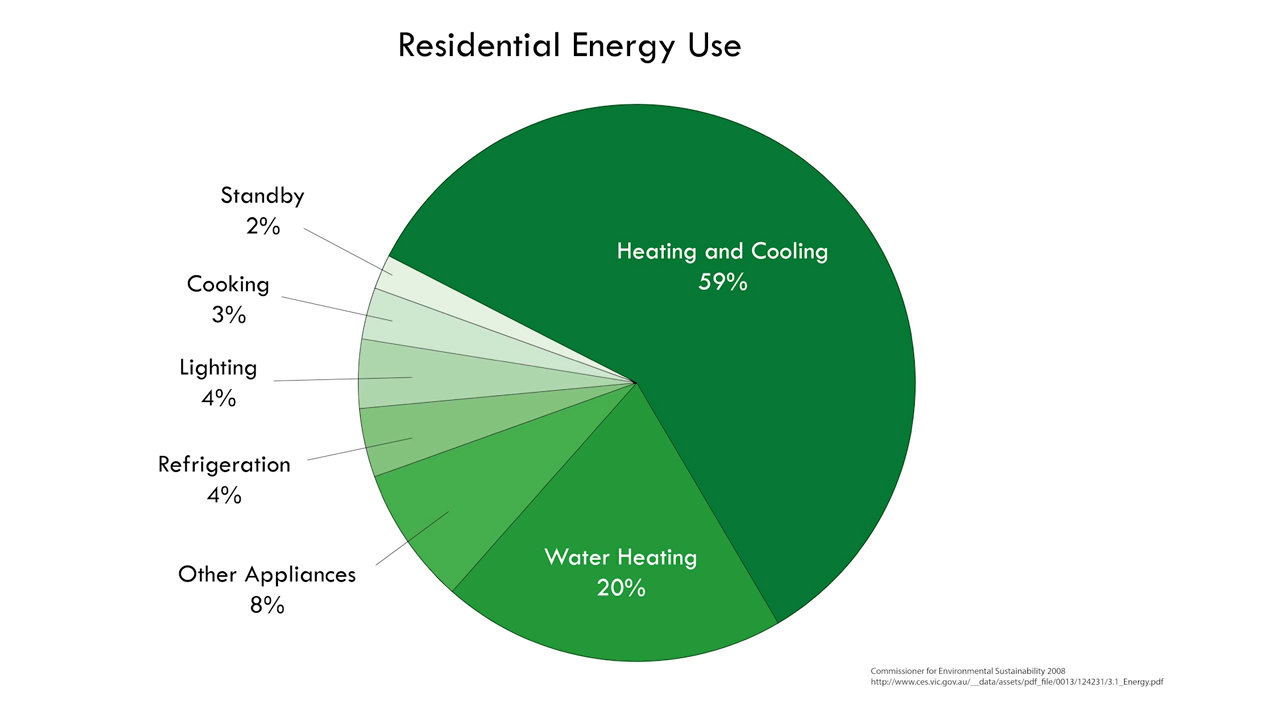 Residential Energy Use
Standby
2%
Heating and Cooling
59%
Cooking
3%
Lighting
4%
Refrigeration
4%
Water Heating
20%
Other Appliances
8%
Commissioner for Environmental Sustainability 2008
http://www.ces.vic.gov.au/__data/assets/pdf_file/0013/124231/3.1_Energy.pdf